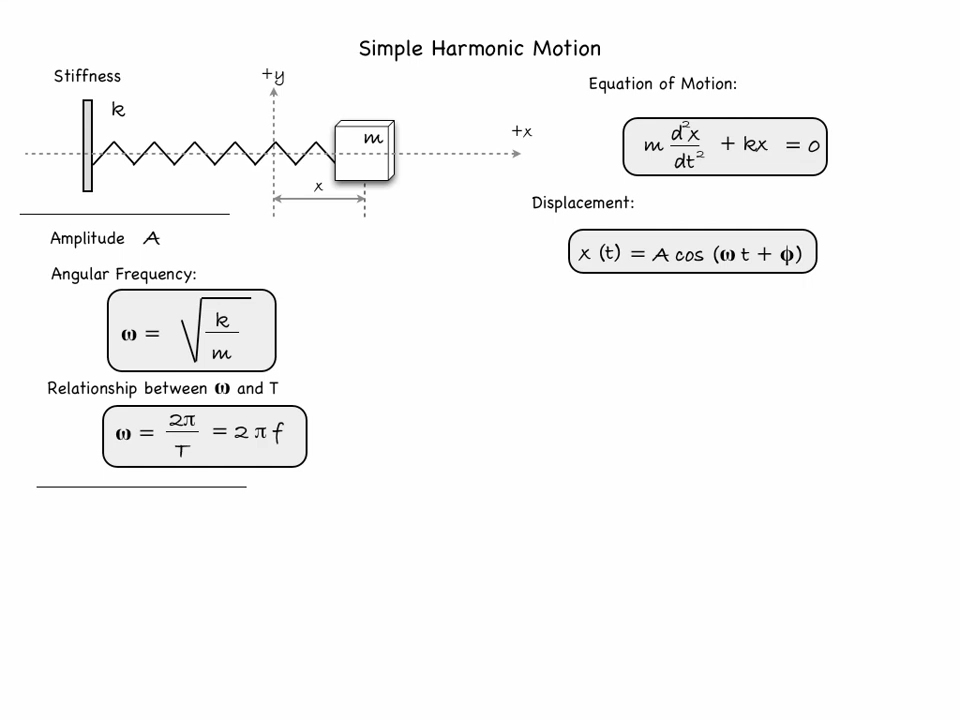 Simple Harmonic Motion
Stiffness
k
+y
m
+x
x
Equation of Motion:
m d²x/dt² + kx = 0
Displacement:
x (t) = A cos (ω t + ϕ)
Amplitude A
Angular Frequency:
ω = √(k/m)
Relationship between ω and T
ω = 2π/T = 2 π f